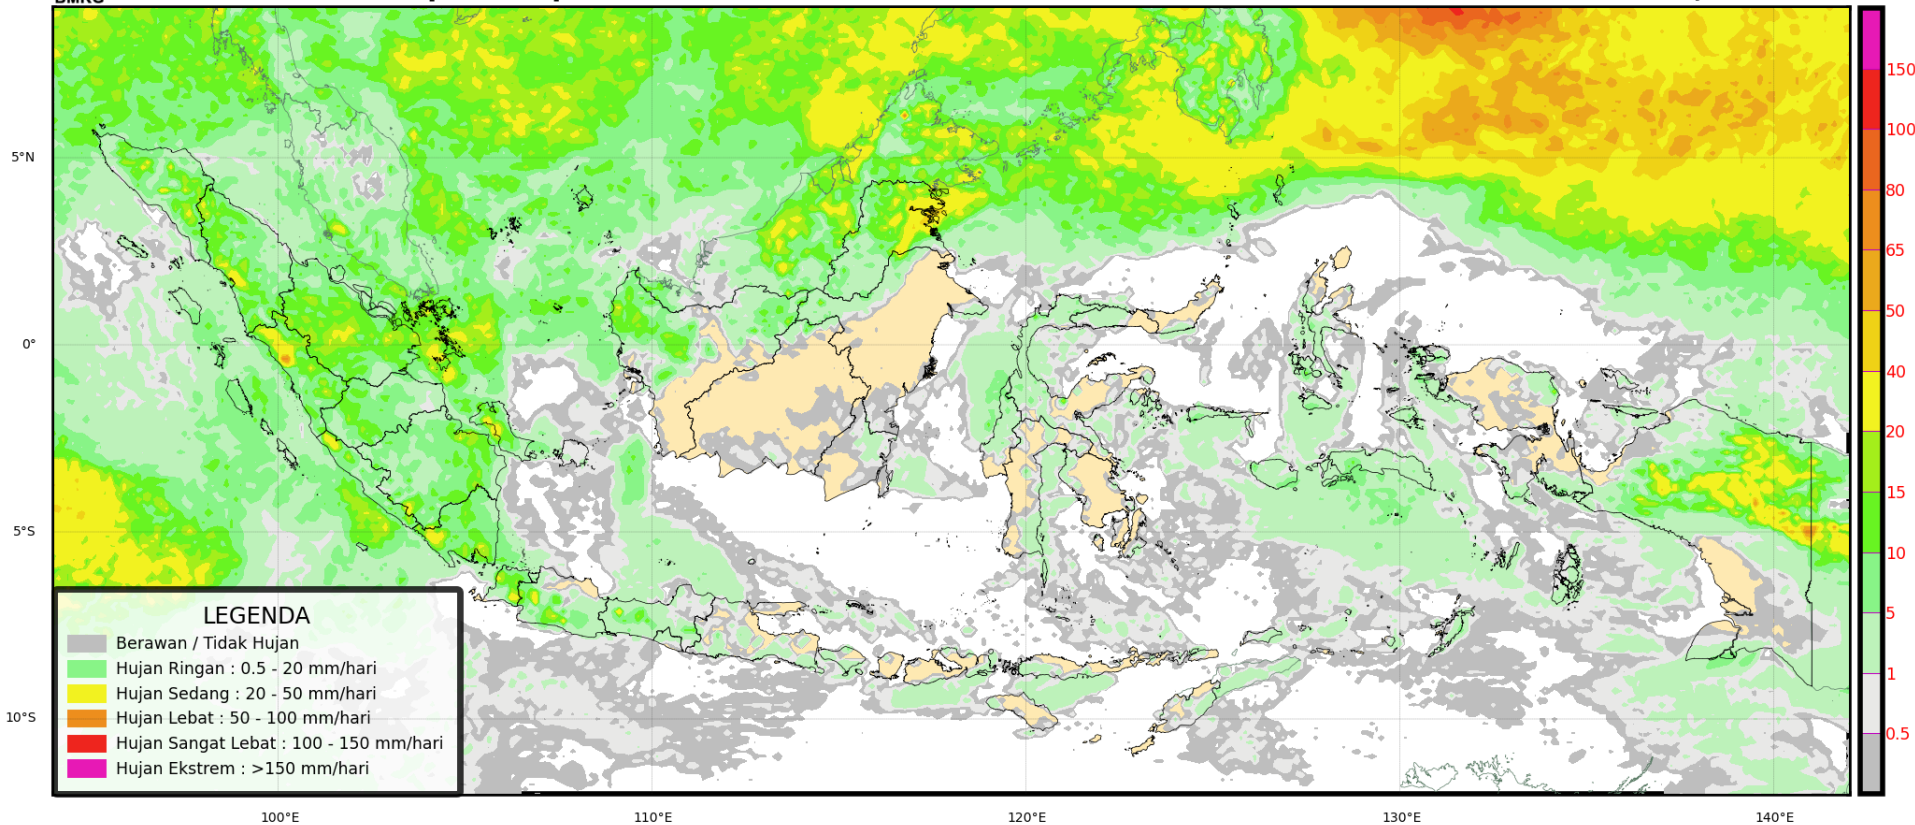 BMKG
5°N
0°
5°S
10°S
100°E
110°E
120°E
130°E
140°E
LEGENDA
Berawan / Tidak Hujan
Hujan Ringan : 0.5 - 20 mm/hari
Hujan Sedang : 20 - 50 mm/hari
Hujan Lebat : 50 - 100 mm/hari
Hujan Sangat Lebat : 100 - 150 mm/hari
Hujan Ekstrem : >150 mm/hari
150
100
80
65
50
40
20
15
10
5
1
0.5